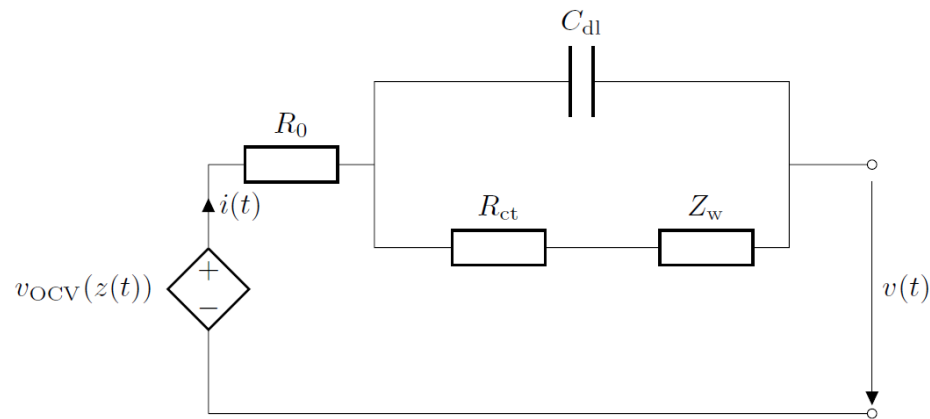 C_dl
R_0
i(t)
R_ct
Z_w
+
v_OCV(z(t))
−
v(t)